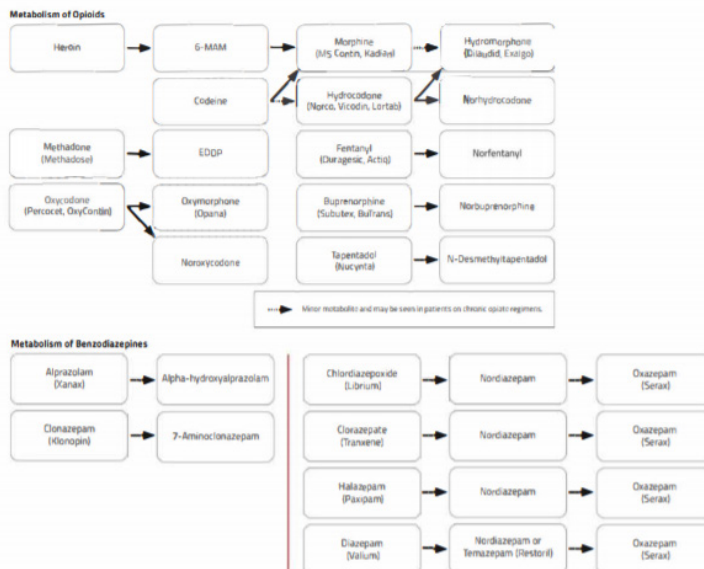 Metabolism of Opioids
Heroin
6-MAM
Morphine
(MS Contin, Kadian)
Hydromorphone
(Dilaudid, Exalgo)
Codeine
Hydrocodone
(Norco, Vicodin, Lortab)
Norhydrocodone
Methadone
(Methadose)
EDDP
Fentanyl
(Duragesic, Actiq)
Norfentanyl
Oxycodone
(Percocet, OxyContin)
Oxymorphone
(Opana)
Buprenorphine
(Subutex, BuTrans)
Norbuprenorphine
Noroxycodone
Tapentadol
(Nucynta)
N-Desmethyltapentadol
Minor metabolite and may be seen in patients on chronic opiate regimens.
Metabolism of Benzodiazepines
Alprazolam
(Xanax)
Alpha-hydroxyalprazolam
Clonazepam
(Klonopin)
7-Aminoclonazepam
Chlordiazepoxide
(Librium)
Nordiazepam
Oxazepam
(Serax)
Clorazepate
(Tranxene)
Nordiazepam
Oxazepam
(Serax)
Halazepam
(Paxipam)
Nordiazepam
Oxazepam
(Serax)
Diazepam
(Valium)
Nordiazepam or
Temazepam (Restoril)
Oxazepam
(Serax)